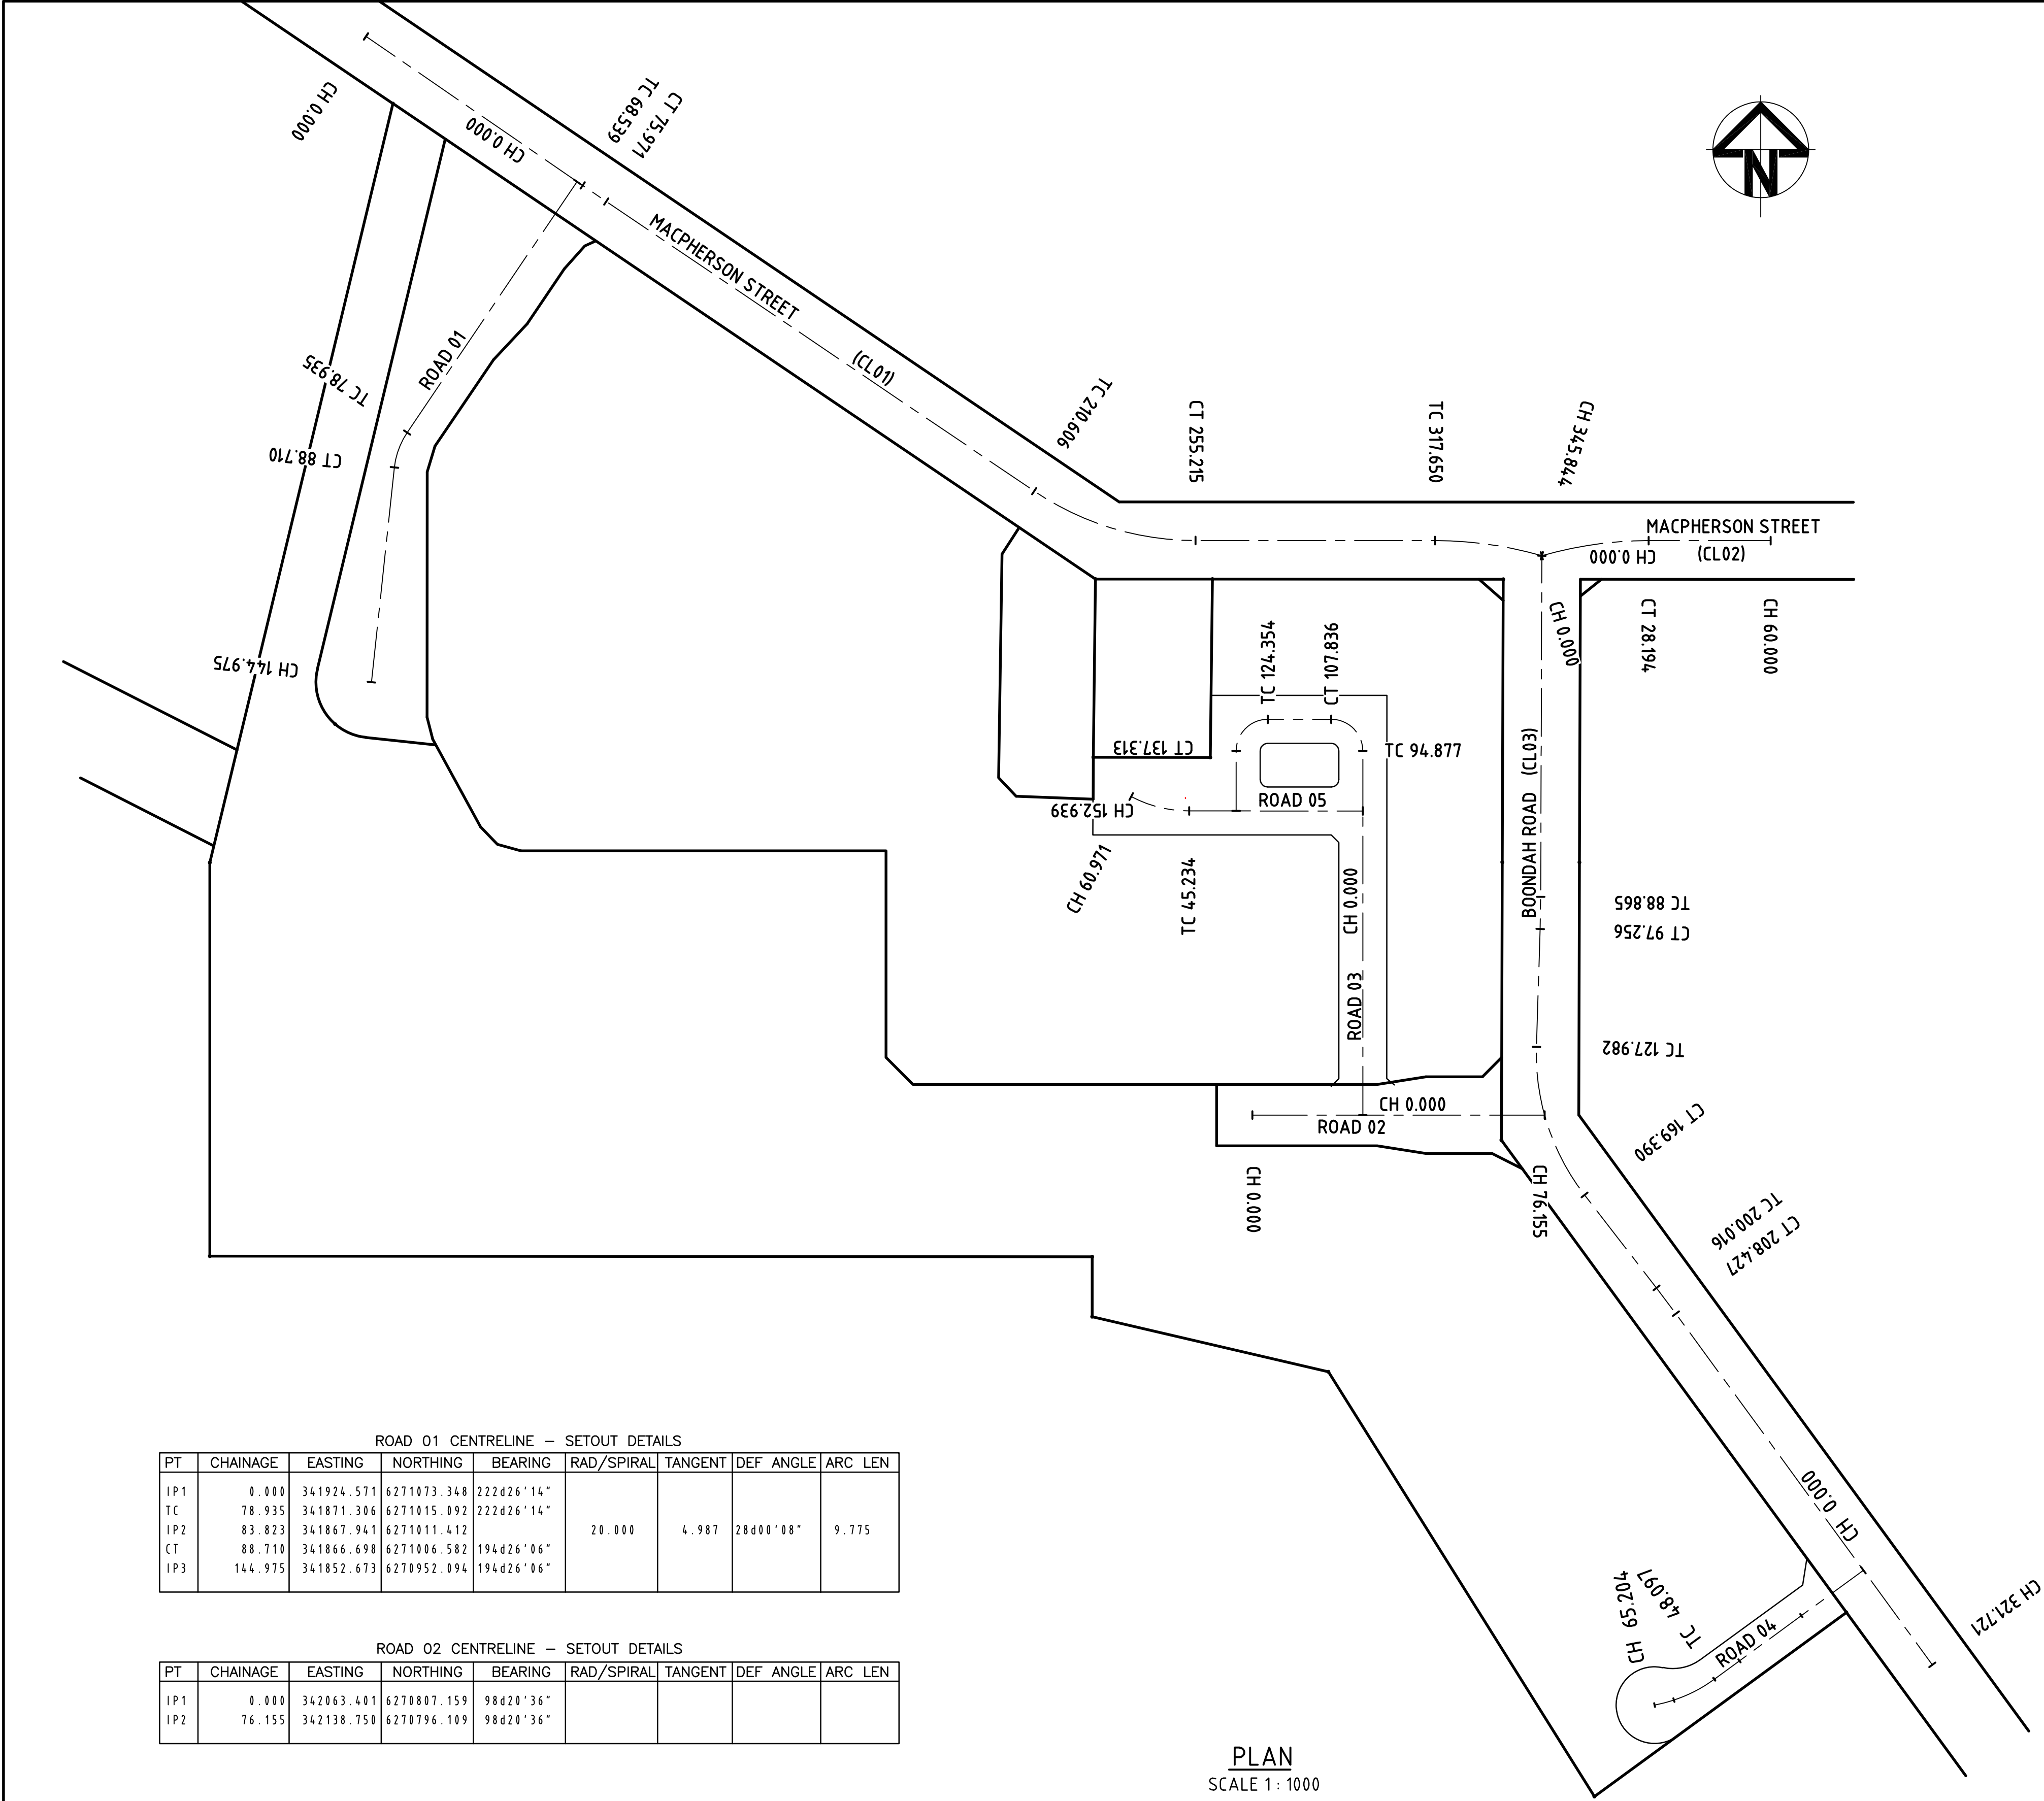 CH 0.000
CH 0.000
TC 68.539
CT 75.971
N
MACPHERSON STREET
(CL01)
ROAD 01
TC 78.935
CT 88.710
CH 144.975
TC 210.606
CT 255.215
TC 317.650
CH 345.844
MACPHERSON STREET
(CL02)
CH 0.000
CH 0.000
CT 28.194
CH 60.000
TC 124.354
CT 107.836
CT 137.313
TC 94.877
CH 152.939
ROAD 05
CH 60.971
TC 45.234
CH 0.000
ROAD 03
BOONDAH ROAD (CL03)
TC 88.865
CT 97.256
TC 127.982
CH 0.000
ROAD 02
CH 0.000
CH 76.155
CT 169.390
TC 200.016
CT 208.427
CH 0.000
CH 65.204
TC 48.097
ROAD 04
CH 321.721
ROAD 01 CENTRELINE – SETOUT DETAILS
PT CHAINAGE EASTING NORTHING BEARING RAD/SPIRAL TANGENT DEF ANGLE ARC LEN
IP1 0.000 341924.571 6271073.348 222d26'14"
TC 78.935 341871.306 6271015.092 222d26'14"
IP2 83.823 341867.941 6271011.412 20.000 4.987 28d00'08" 9.775
CT 88.710 341866.698 6271006.582 194d26'06"
IP3 144.975 341852.673 6270952.094 194d26'06"
ROAD 02 CENTRELINE – SETOUT DETAILS
PT CHAINAGE EASTING NORTHING BEARING RAD/SPIRAL TANGENT DEF ANGLE ARC LEN
IP1 0.000 342063.401 6270807.159 98d20'36"
IP2 76.155 342138.750 6270796.109 98d20'36"
PLAN
SCALE 1 : 1000